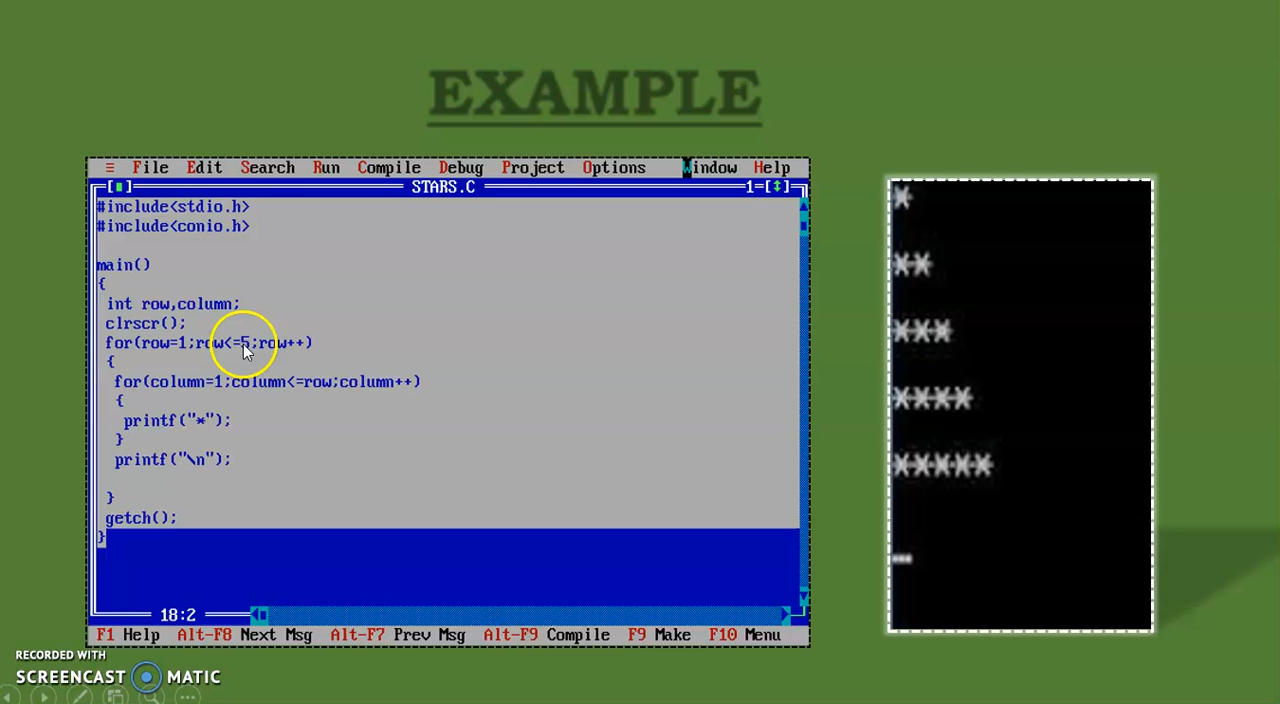 EXAMPLE
≡ File Edit Search Run Compile Debug Project Options Window Help
[■] STARS.C 1=[↕]
#include<stdio.h>
#include<conio.h>
main()
{
int row,column;
clrscr();
for(row=1;row<=5;row++)
{
for(column=1;column<=row;column++)
{
printf("*");
}
printf("\n");
}
getch();
}
18:2
F1 Help Alt-F8 Next Msg Alt-F7 Prev Msg Alt-F9 Compile F9 Make F10 Menu
*
**
***
****
*****
RECORDED WITH
SCREENCAST MATIC